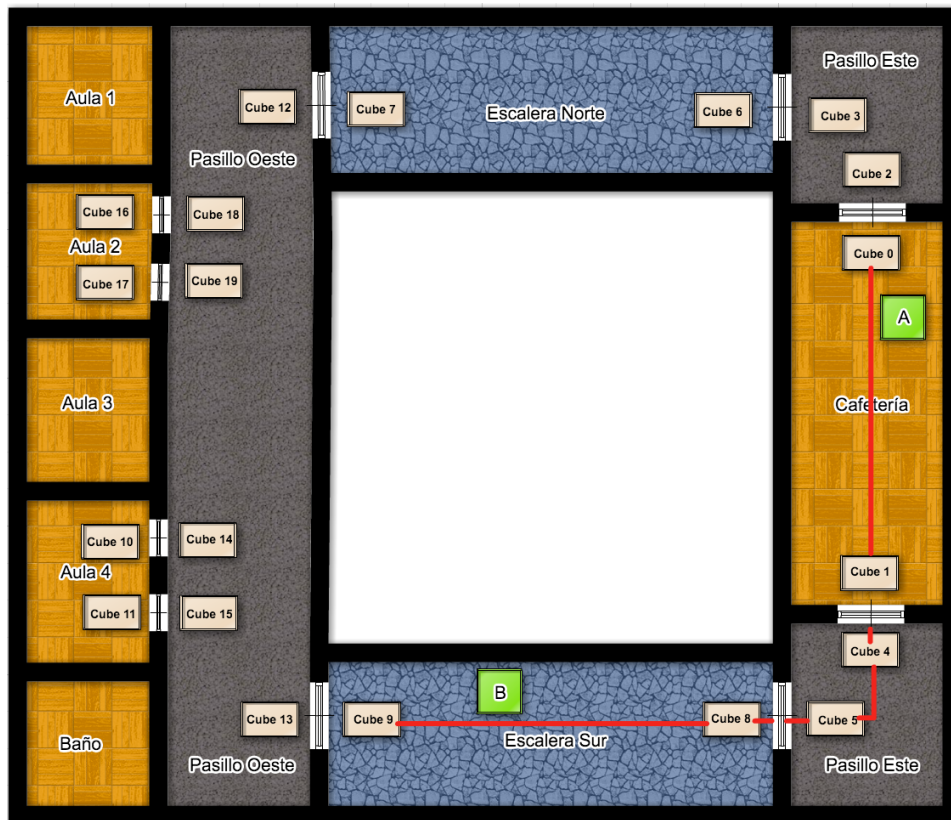 Pasillo Este
Aula 1
Cube 12
Cube 7
Escalera Norte
Cube 6
Cube 3
Pasillo Oeste
Cube 2
Cube 16
Cube 18
Aula 2
Cube 0
Cube 17
Cube 19
A
Aula 3
Cafetería
Cube 10
Cube 14
Aula 4
Cube 1
Cube 11
Cube 15
Cube 4
B
Cube 13
Cube 9
Cube 8
Cube 5
Baño
Escalera Sur
Pasillo Oeste
Pasillo Este